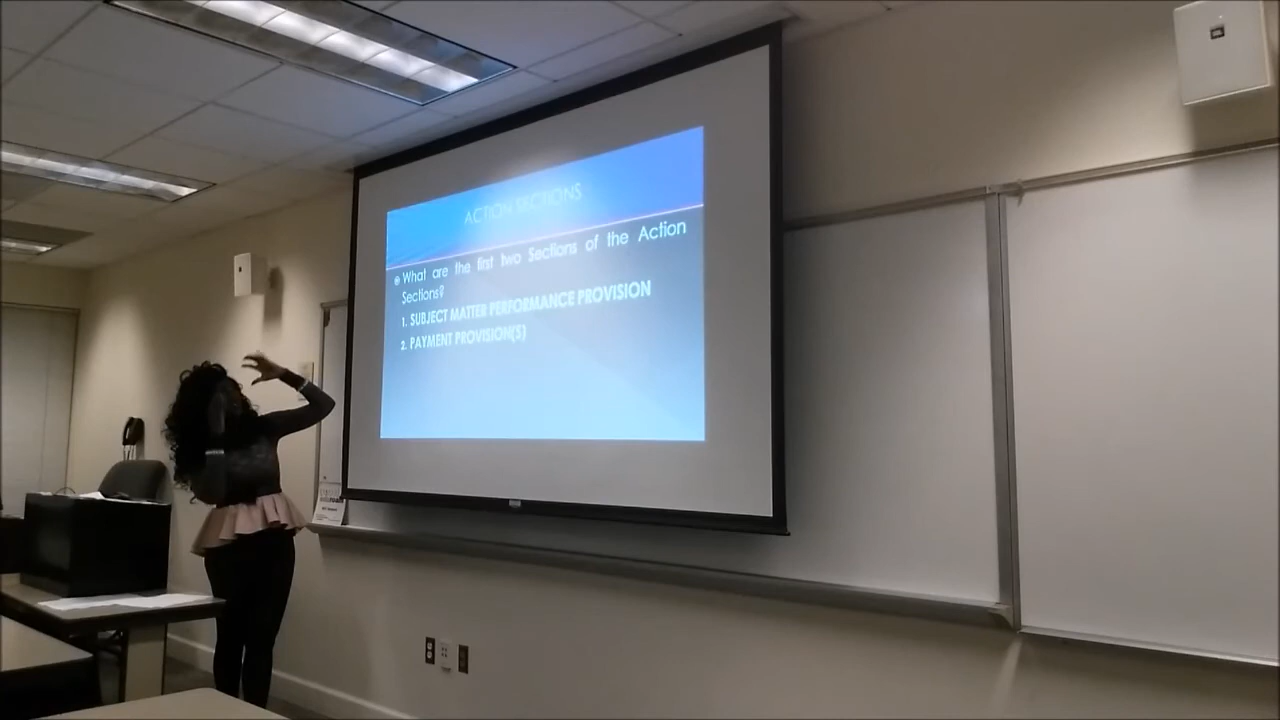 ACTION SECTIONS
What are the first two Sections of the Action
Sections?
1. SUBJECT MATTER PERFORMANCE PROVISION
2. PAYMENT PROVISION(S)